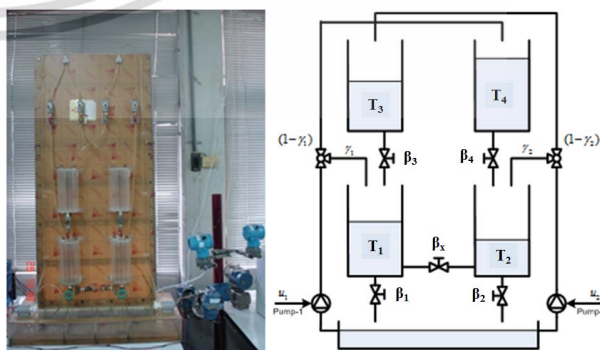 T₃
T₄
(1-γ₁)
γ₁
β₃
β₄
γ₂
(1-γ₂)
T₁
βₓ
T₂
u₁
Pump-1
β₁
β₂
u₂
Pump-